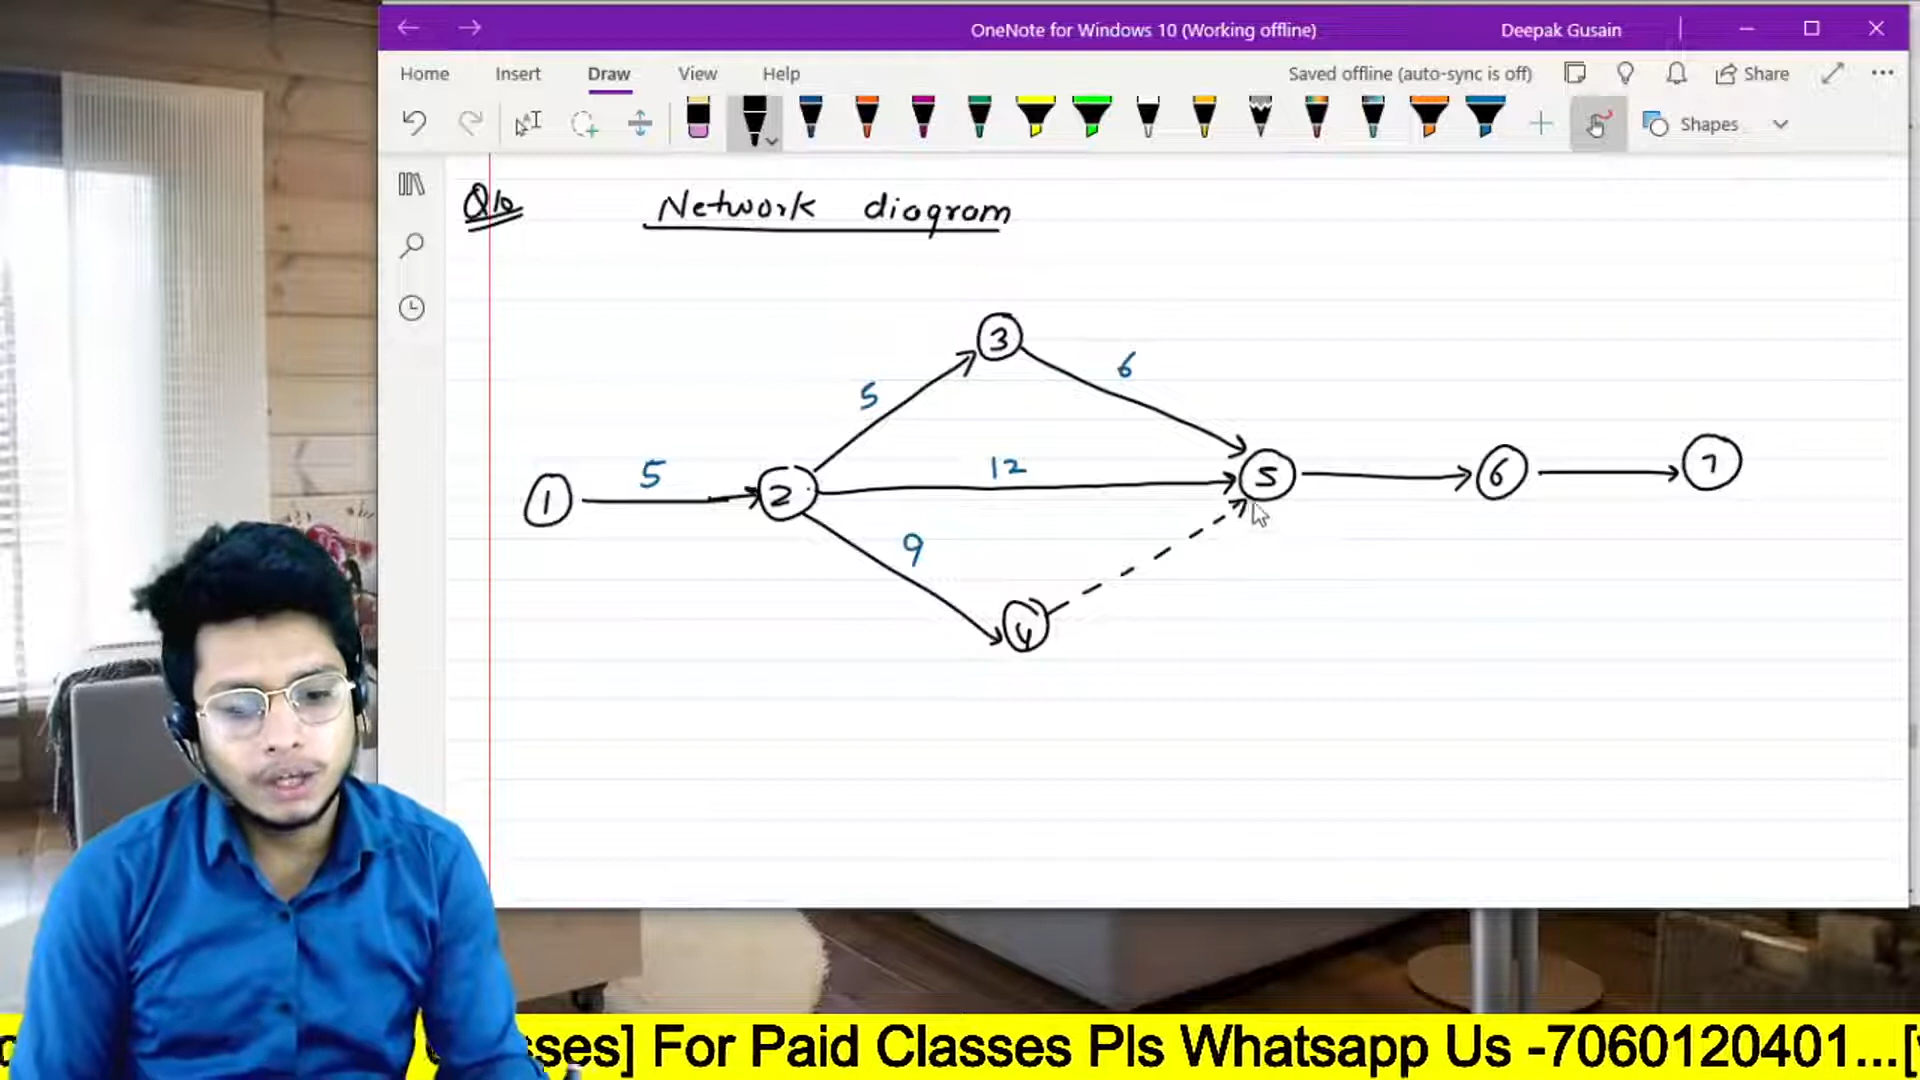 OneNote for Windows 10 (Working offline)
Deepak Gusain
Home Insert Draw View Help
Saved offline (auto-sync is off)
Share
Shapes
Network diagram
3
5
6
5
12
1
2
5
6
7
9
4
sses] For Paid Classes Pls Whatsapp Us -7060120401...[